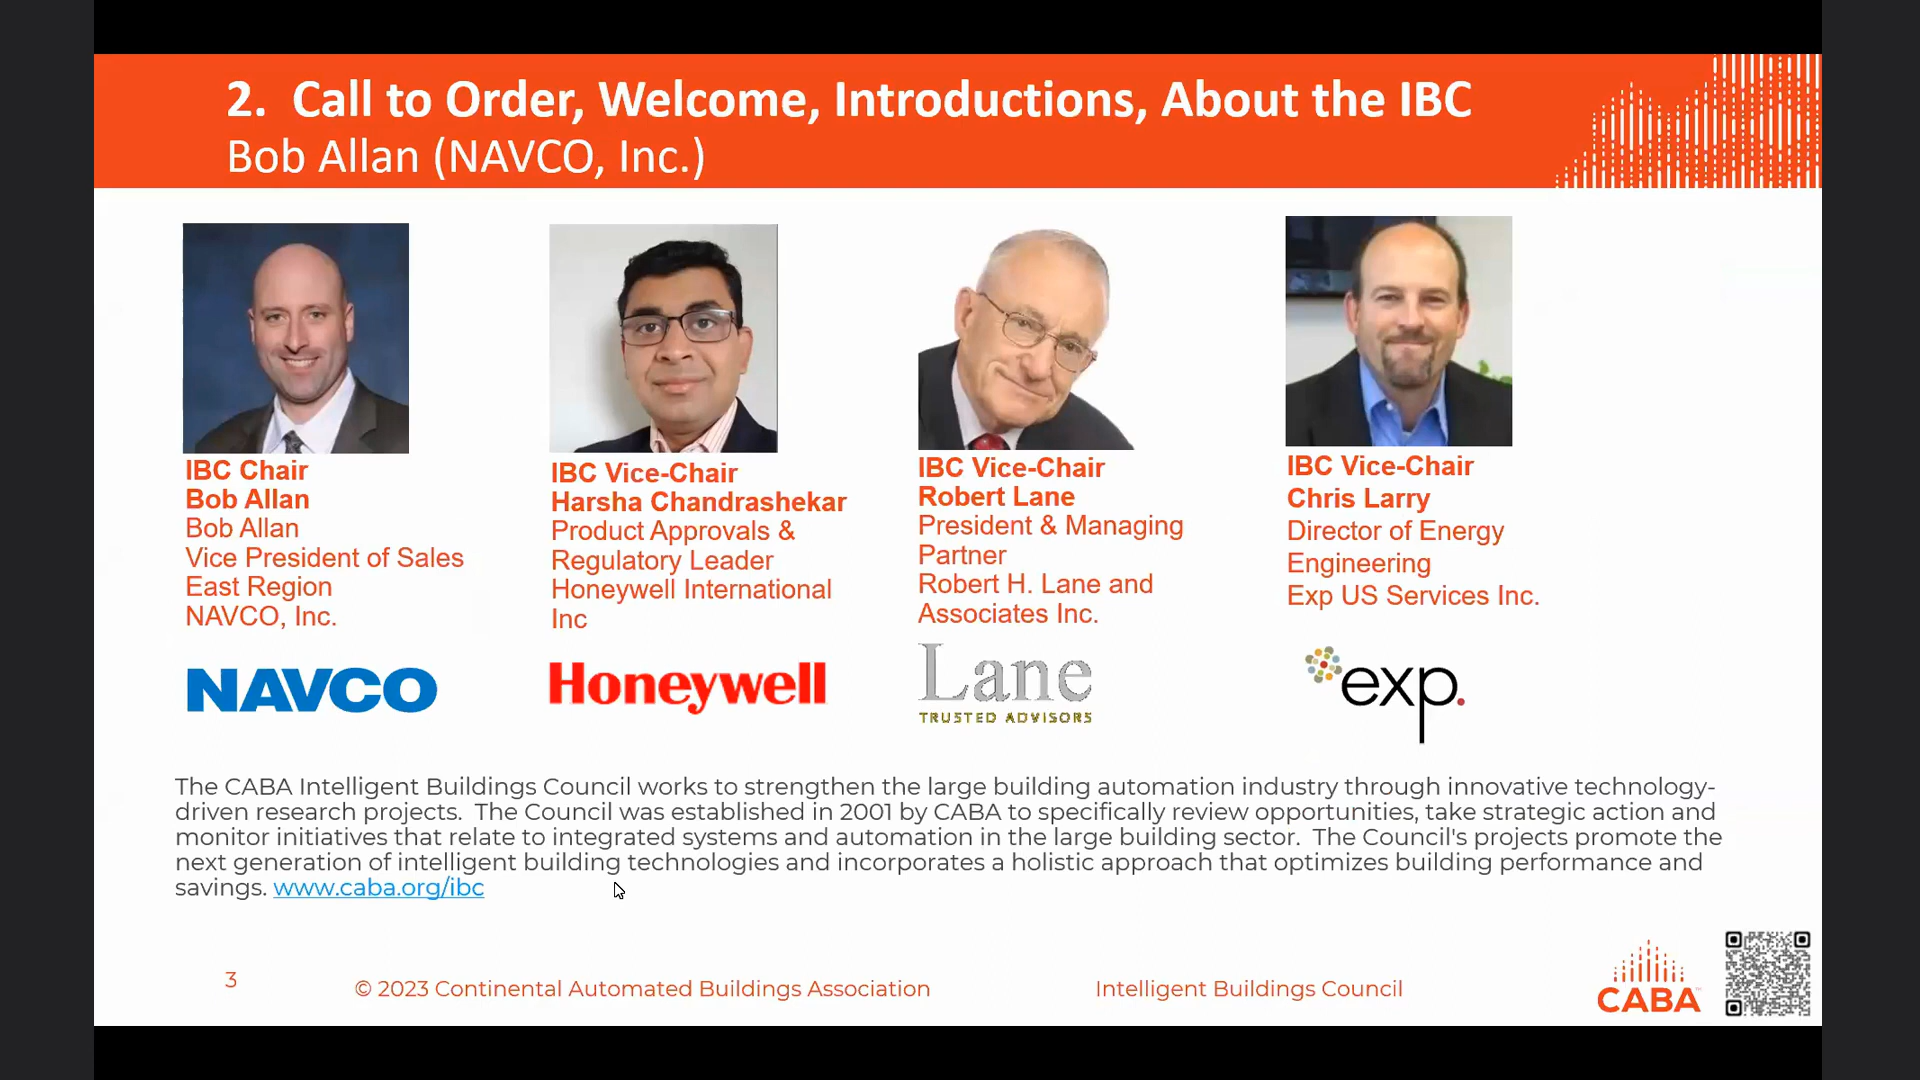 2.  Call to Order, Welcome, Introductions, About the IBC
Bob Allan (NAVCO, Inc.)
IBC Chair
Bob Allan
Bob Allan
Vice President of Sales
East Region
NAVCO, Inc.
NAVCO
IBC Vice-Chair
Harsha Chandrashekar
Product Approvals &
Regulatory Leader
Honeywell International
Inc
Honeywell
IBC Vice-Chair
Robert Lane
President & Managing
Partner
Robert H. Lane and
Associates Inc.
Lane
TRUSTED ADVISORS
IBC Vice-Chair
Chris Larry
Director of Energy
Engineering
Exp US Services Inc.
exp.
The CABA Intelligent Buildings Council works to strengthen the large building automation industry through innovative technology-
driven research projects.  The Council was established in 2001 by CABA to specifically review opportunities, take strategic action and
monitor initiatives that relate to integrated systems and automation in the large building sector.  The Council's projects promote the
next generation of intelligent building technologies and incorporates a holistic approach that optimizes building performance and
savings. www.caba.org/ibc
3
© 2023 Continental Automated Buildings Association
Intelligent Buildings Council
CABA